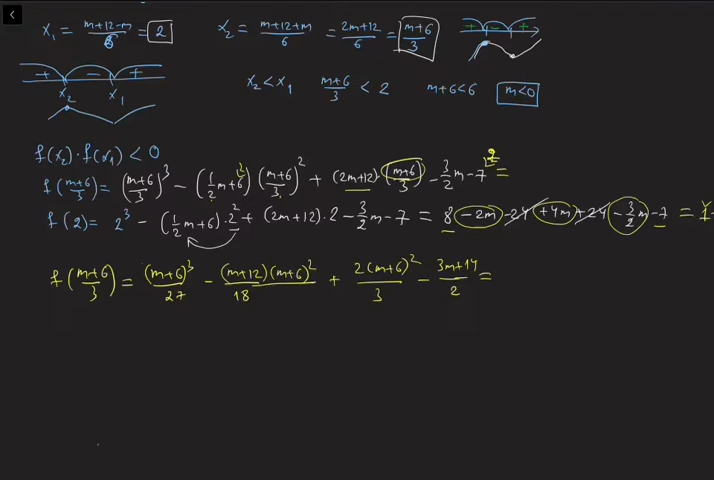 x₁ = (m+12-m)/6 = 2    x₂ = (m+12+m)/6 = (2m+12)/6 = (m+6)/3    + - +
+ - +
x₂ x₁    x₂ < x₁    (m+6)/3 < 2    m+6<6    m<0
f(x₂)·f(x₁) < 0
f((m+6)/3) = ((m+6)/3)³ - (1/2 m+6)((m+6)/3)² + (2m+12)·(m+6)/3 - 3/2 m - 7 =
f(2) = 2³ - (1/2 m+6)·2² + (2m+12)·2 - 3/2 m - 7 = 8 -2m -24 +4m +24 - 3/2 m -7 = 1
f((m+6)/3) = (m+6)³/27 - (m+12)(m+6)²/18 + 2(m+6)²/3 - (3m+14)/2 =